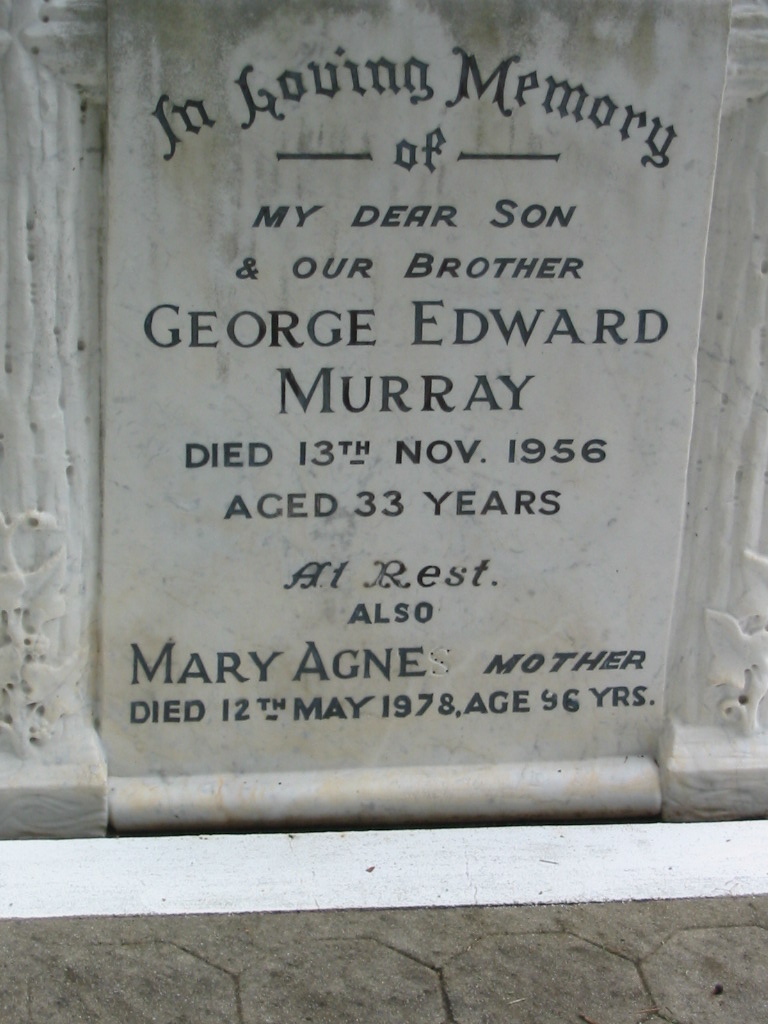 In Loving Memory
of
MY DEAR SON
& OUR BROTHER
GEORGE EDWARD
MURRAY
DIED 13TH NOV. 1956
AGED 33 YEARS
At Rest.
ALSO
MARY AGNES MOTHER
DIED 12TH MAY 1978, AGE 96 YRS.